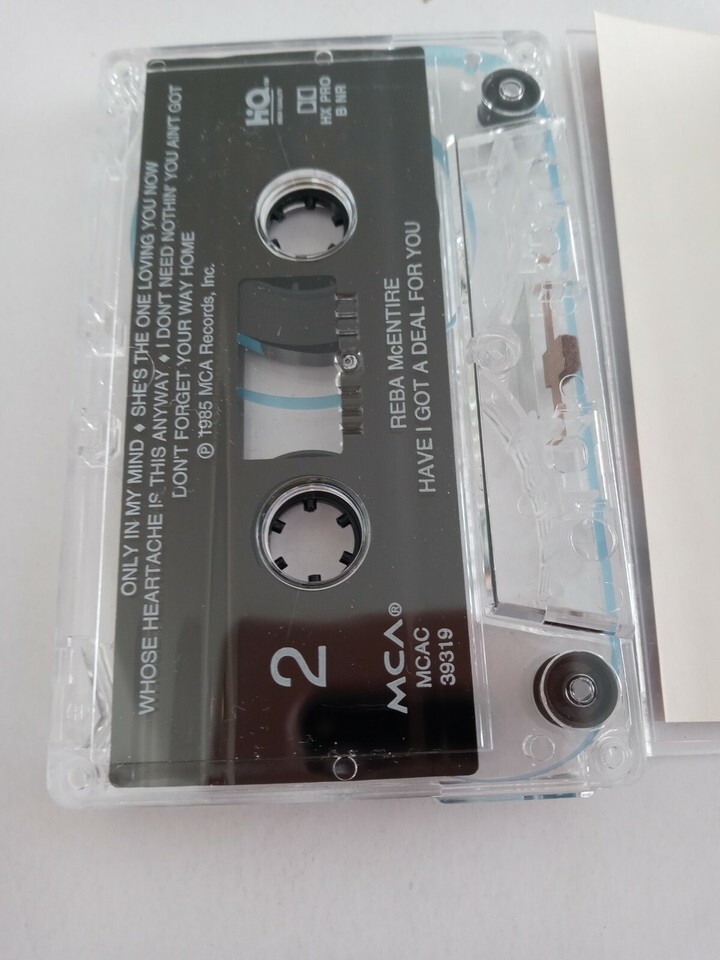 ONLY IN MY MIND ♦ SHE'S THE ONE LOVING YOU NOW
WHOSE HEARTACHE IS THIS ANYWAY ♦ I DON'T NEED NOTHIN' YOU AIN'T GOT
DON'T FORGET YOUR WAY HOME
Ⓟ 1985 MCA Records, Inc.
HQ
HX PRO
B NR
REBA McENTIRE
HAVE I GOT A DEAL FOR YOU
2
MCA®
MCAC
39319